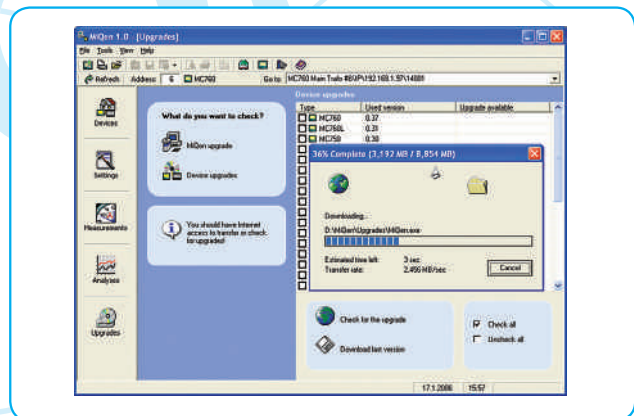 MiQen 1.0 - [Upgrades]
File Tools View Help
Refresh Address 6 MC760 Go to: MC760 Main Trafo #8\IP\192.168.1.97\14001
Device upgrades
Devices
Settings
Measurements
Analyses
Upgrades
What do you want to check?
MiQen upgrade
Device upgrades
You should have Internet
access to transfer or check
for upgrades!
Type Used version Upgrade available
MC760 0.37
MC760L 0.31
MC750 0.30
36% Complete (3,192 MB / 8,854 MB)
Downloading...
D:\MiQen\Upgrades\MiQen.exe
Estimated time left: 3 sec
Transfer rate: 2,456 MB/sec
Cancel
Check for the upgrade
Download last version
Check all
Uncheck all
17.1.2006 15:57